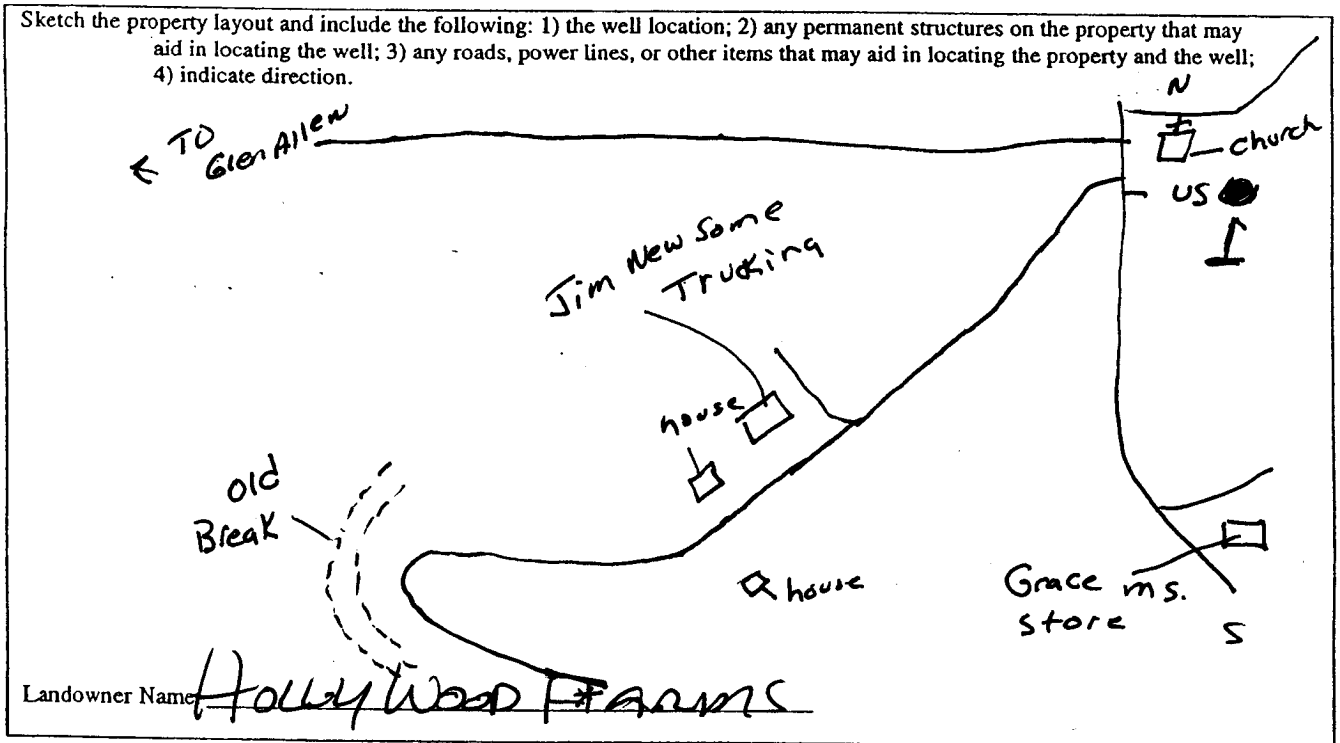 Sketch the property layout and include the following: 1) the well location; 2) any permanent structures on the property that may
aid in locating the well; 3) any roads, power lines, or other items that may aid in locating the property and the well;
4) indicate direction.
N
← TO
Glen Allen
church
US
1
Jim New Some
Trucking
house
old
Break
house
Grace ms.
store
S
Landowner Name Hollywood Farms